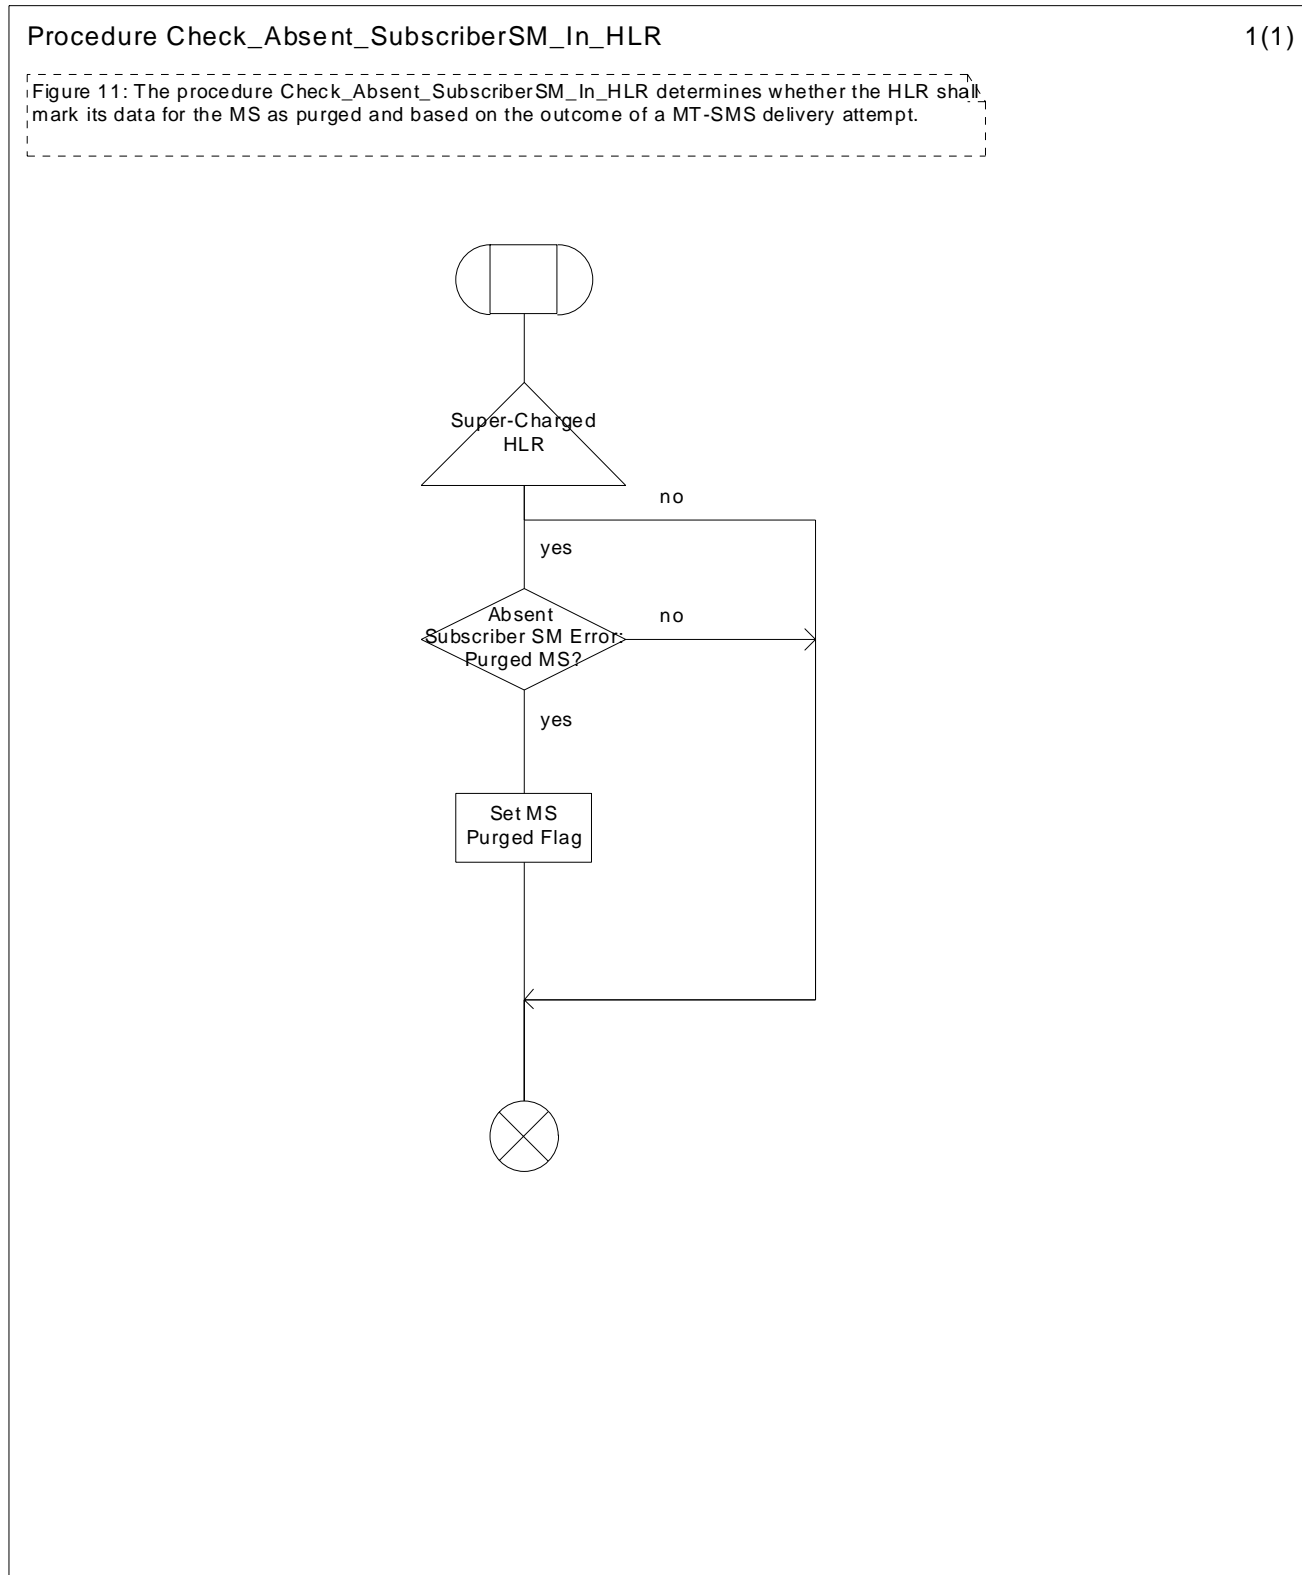 Procedure Check_Absent_SubscriberSM_In_HLR
1(1)
Figure 11: The procedure Check_Absent_SubscriberSM_In_HLR determines whether the HLR shall
mark its data for the MS as purged and based on the outcome of a MT-SMS delivery attempt.
Super-Charged
HLR
no
yes
Absent
Subscriber SM Error:
Purged MS?
no
yes
Set MS
Purged Flag